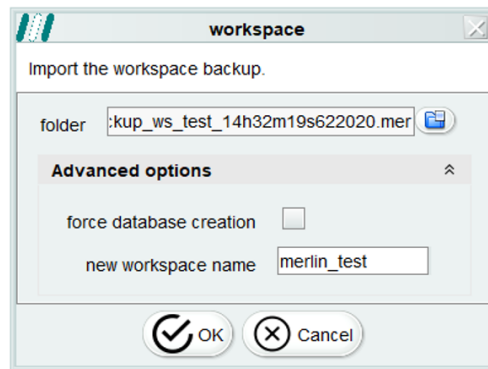 workspace
Import the workspace backup.
folder :kup_ws_test_14h32m19s622020.mer
Advanced options
force database creation
new workspace name merlin_test
OK Cancel